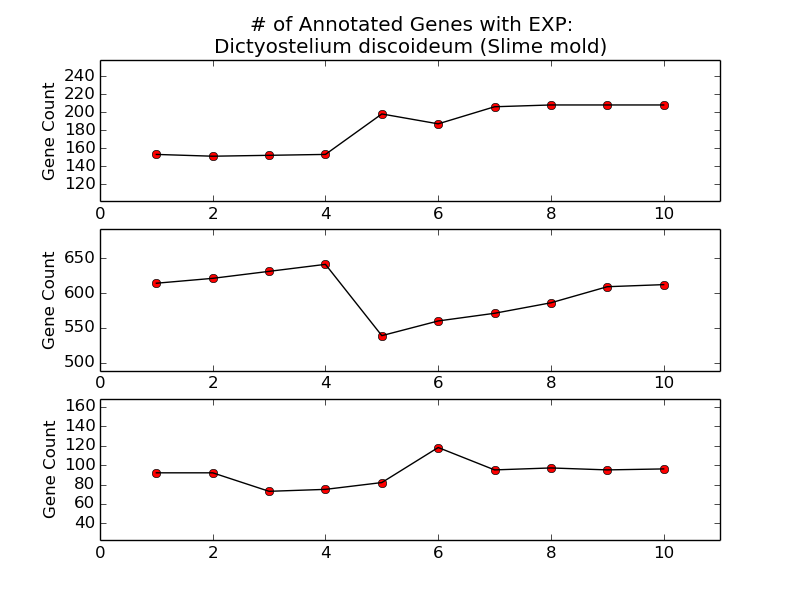 # of Annotated Genes with EXP:
Dictyostelium discoideum (Slime mold)
Gene Count
240
220
200
180
160
140
120
0 2 4 6 8 10
Gene Count
650
600
550
500
0 2 4 6 8 10
Gene Count
160
140
120
100
80
60
40
0 2 4 6 8 10